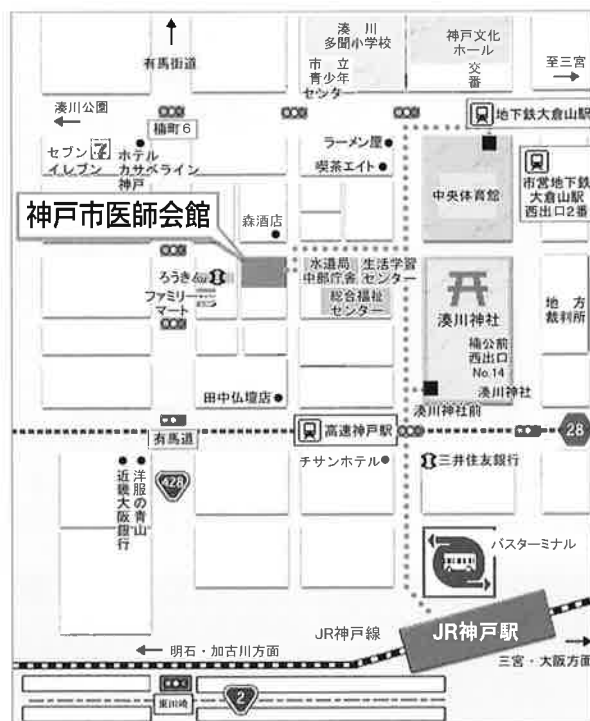 有馬街道
湊川
多聞小学校
神戸文化
ホール
交
番
至三宮
市立
青少年
センター
湊川公園
楠町6
地下鉄大倉山駅
セブン
イレブン
7
ホテル
カサベライン
神戸
ラーメン屋
喫茶エイト
中央体育館
市営地下鉄
大倉山駅
西出口2番
神戸市医師会館
森酒店
ろうきん
ファミリー
マート
水道局
中部庁舎
生活学習
センター
総合福祉
センター
湊川神社
地方
裁判所
楠公前
西出口
No.14
湊川神社
田中仏壇店
湊川神社前
有馬道
高速神戸駅
28
428
洋服の青山
近畿大阪銀行
チサンホテル
三井住友銀行
バスターミナル
JR神戸線
JR神戸駅
明石・加古川方面
三宮・大阪方面
東川崎
2